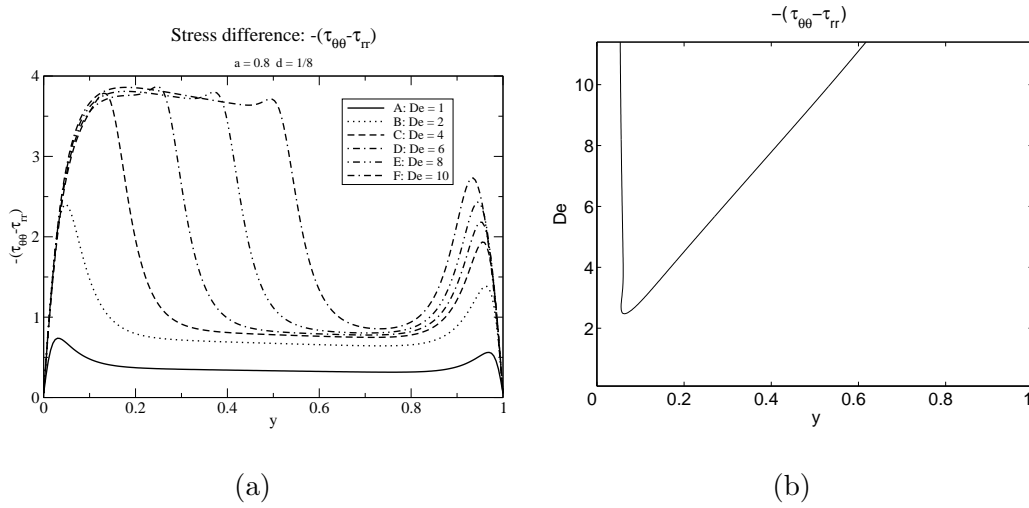 Stress difference: -(τθθ-τrr)
a = 0.8 d = 1/8
-(τθθ-τrr)
4
3
2
1
0
A: De = 1
B: De = 2
C: De = 4
D: De = 6
E: De = 8
F: De = 10
0 0.2 0.4 0.6 0.8 1
y
(a)
−(τθθ−τrr)
De
10
8
6
4
2
0 0.2 0.4 0.6 0.8 1
y
(b)